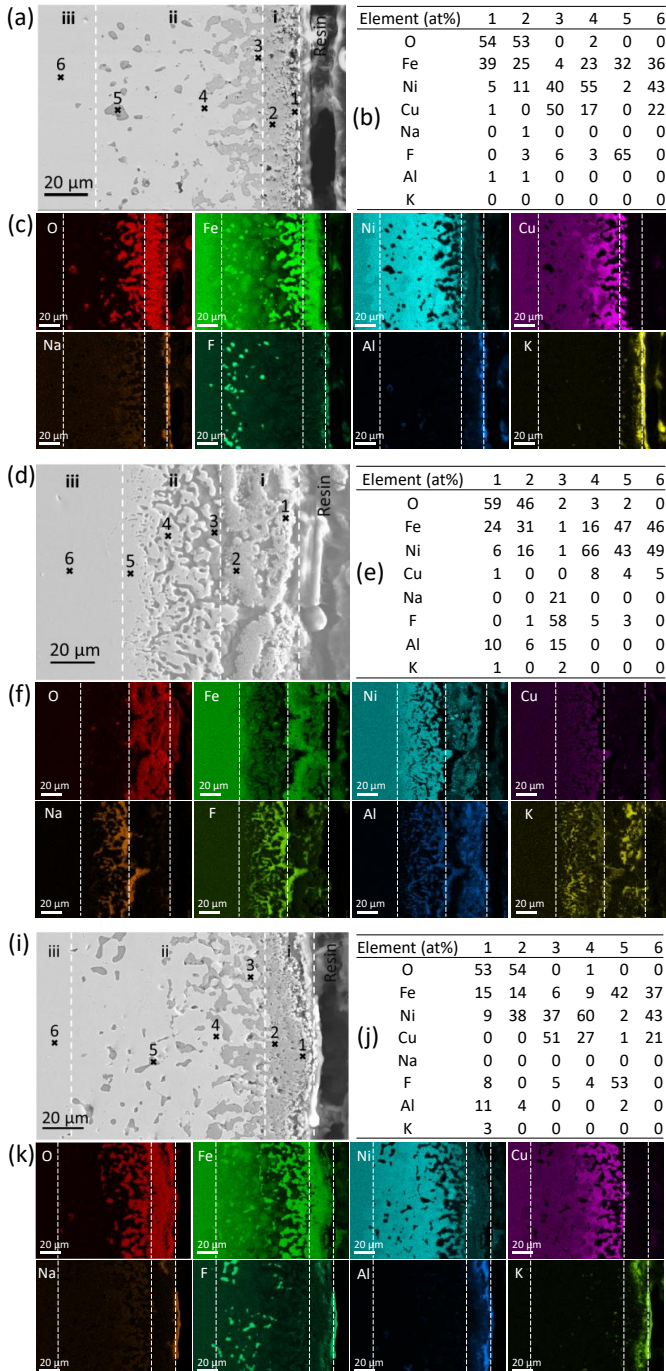 (a)
iii
ii
i
Resin
6
5
4
3
2
1
20 μm
(b)
Element (at%) 1 2 3 4 5 6
O 54 53 0 2 0 0
Fe 39 25 4 23 32 36
Ni 5 11 40 55 2 43
Cu 1 0 50 17 0 22
Na 0 1 0 0 0 0
F 0 3 6 3 65 0
Al 1 1 0 0 0 0
K 0 0 0 0 0 0
(c)
O
20 μm
Fe
20 μm
Ni
20 μm
Cu
20 μm
Na
20 μm
F
20 μm
Al
20 μm
K
20 μm
(d)
iii
ii
i
Resin
6
5
4
3
2
1
20 μm
(e)
Element (at%) 1 2 3 4 5 6
O 59 46 2 3 2 0
Fe 24 31 1 16 47 46
Ni 6 16 1 66 43 49
Cu 1 0 0 8 4 5
Na 0 0 21 0 0 0
F 0 1 58 5 3 0
Al 10 6 15 0 0 0
K 1 0 2 0 0 0
(f)
O
20 μm
Fe
20 μm
Ni
20 μm
Cu
20 μm
Na
20 μm
F
20 μm
Al
20 μm
K
20 μm
(i)
iii
ii
i
Resin
6
5
4
3
2
1
20 μm
(j)
Element (at%) 1 2 3 4 5 6
O 53 54 0 1 0 0
Fe 15 14 6 9 42 37
Ni 9 38 37 60 2 43
Cu 0 0 51 27 1 21
Na 0 0 0 0 0 0
F 8 0 5 4 53 0
Al 11 4 0 0 2 0
K 3 0 0 0 0 0
(k)
O
20 μm
Fe
20 μm
Ni
20 μm
Cu
20 μm
Na
20 μm
F
20 μm
Al
20 μm
K
20 μm